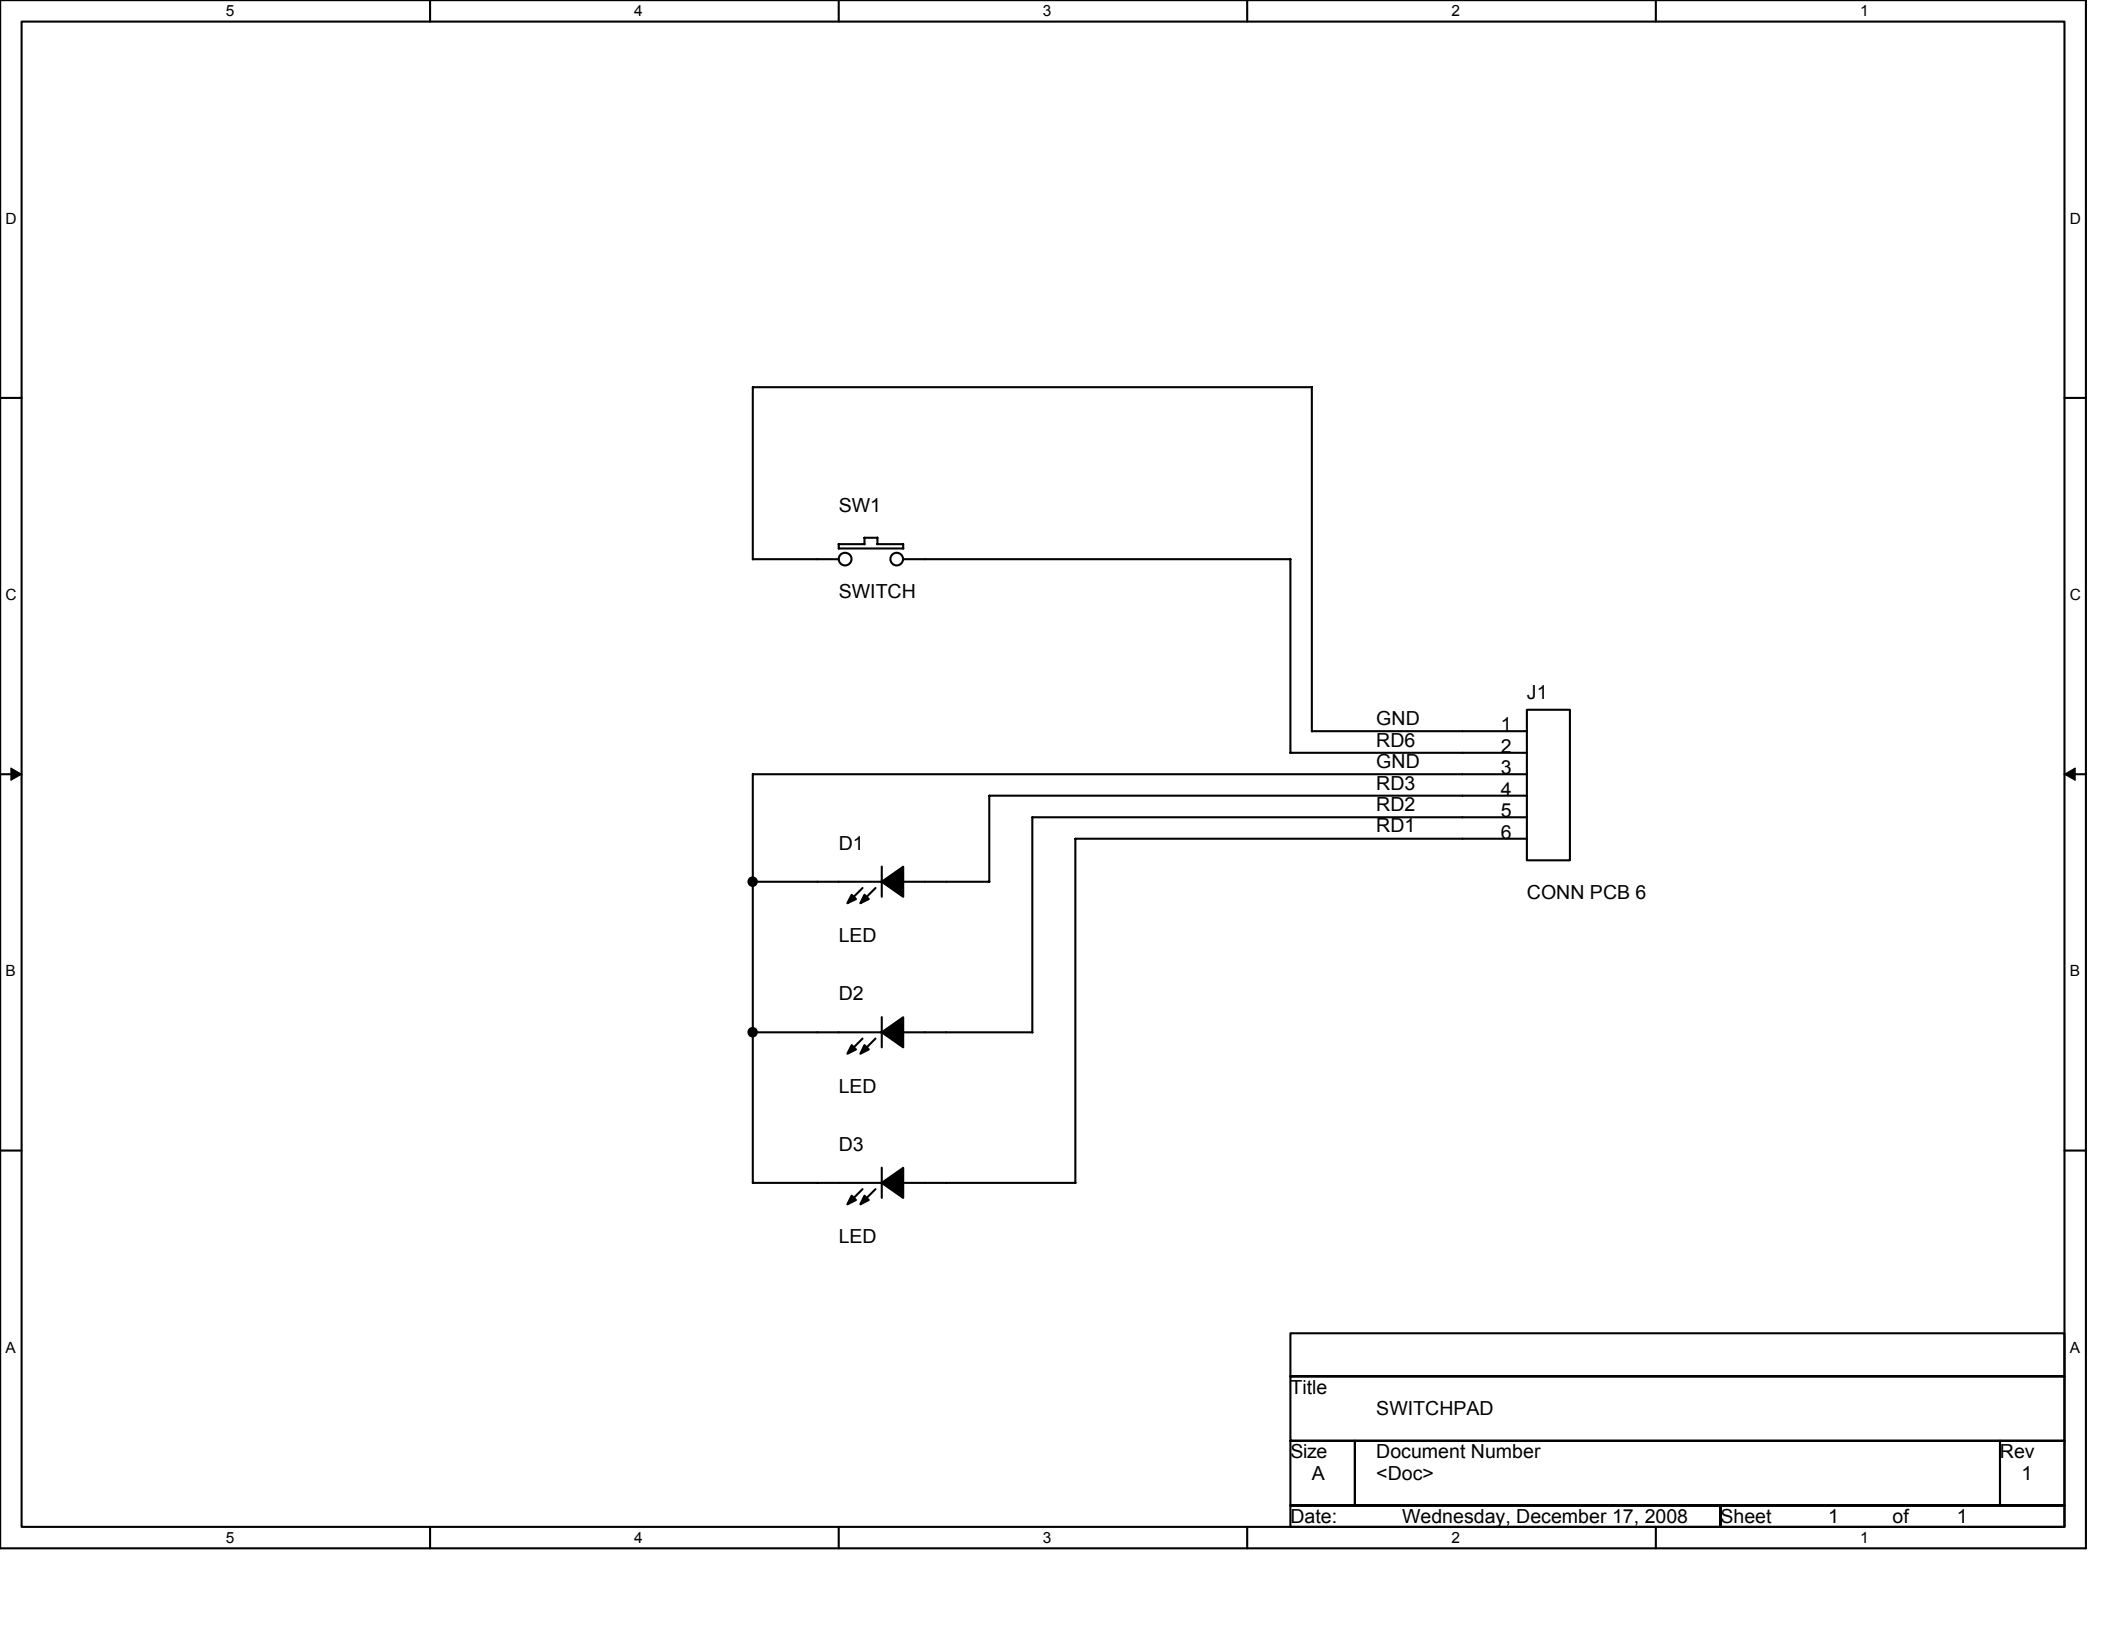 5 4 3 2 1
D D
SW1
SWITCH
C C
J1
GND 1
RD6 2
GND 3
RD3 4
RD2 5
RD1 6
D1
CONN PCB 6
LED
B B
D2
LED
D3
LED
A A
Title
SWITCHPAD
Size Document Number Rev
A <Doc> 1
Date: Wednesday, December 17, 2008 Sheet 1 of 1
5 4 3 2 1